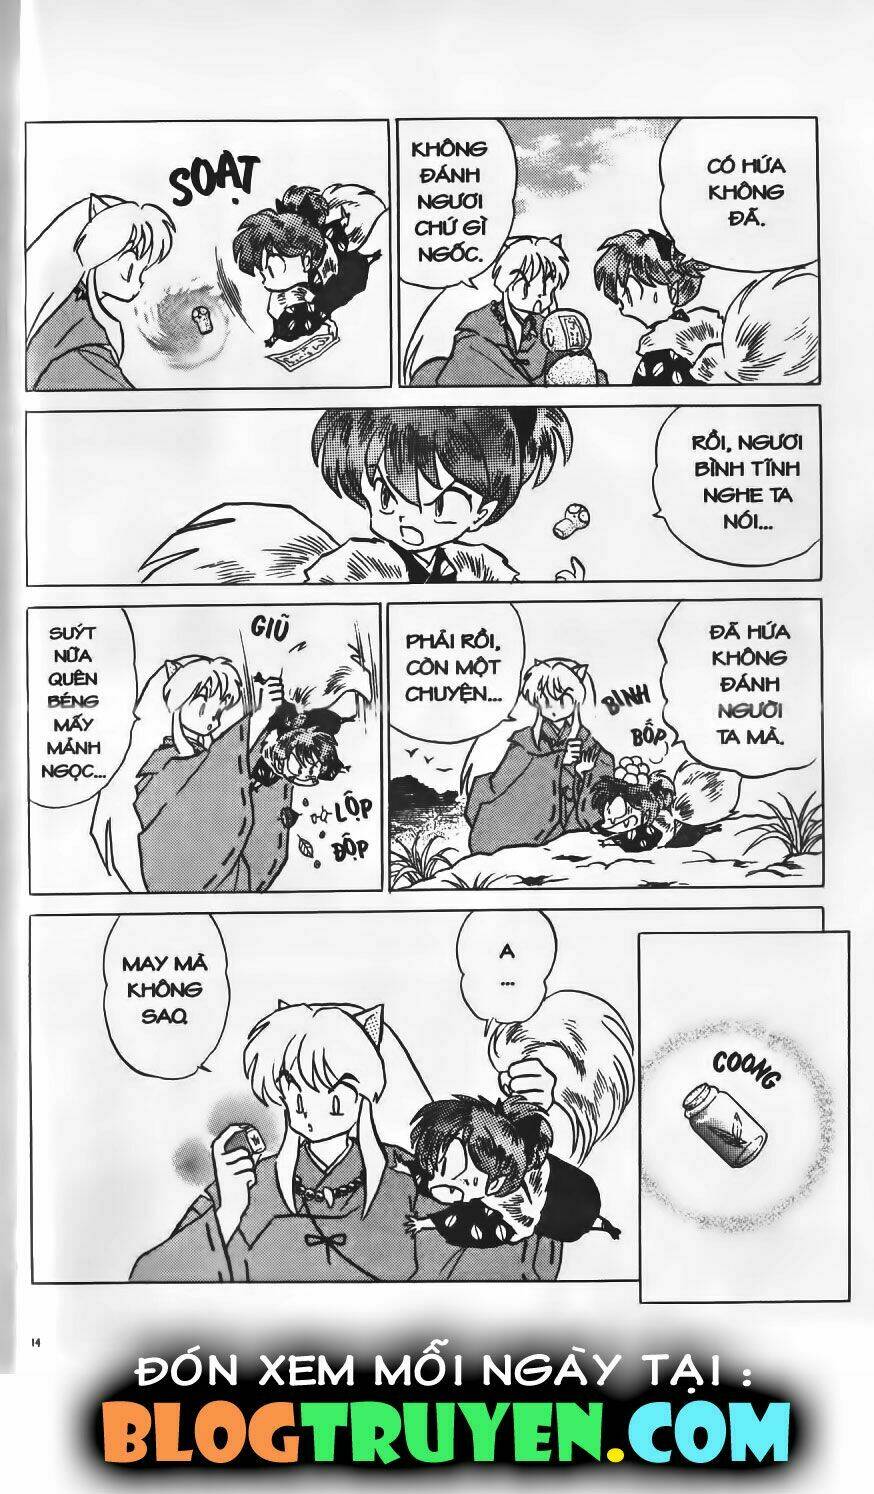 CÓ HỨA
KHÔNG
ĐÃ.
KHÔNG
ĐÁNH
NGƯƠI
CHỨ GÌ
NGỐC.
SOẠT
RỒI, NGƯƠI
BÌNH TĨNH
NGHE TA
NÓI...
ĐÃ HỨA
KHÔNG
ĐÁNH
NGƯỜI
TA MÀ.
BINH
BỐP
PHẢI RỒI,
CÒN MỘT
CHUYỆN...
GIŨ
SUÝT
NỮA
QUÊN
BÉNG
MẤY
MẢNH
NGỌC...
LỘP
ĐỘP
COONG
A
...
MAY MÀ
KHÔNG
SAO.
14
ĐÓN XEM MỖI NGÀY TẠI :
BLOGTRUYEN.COM